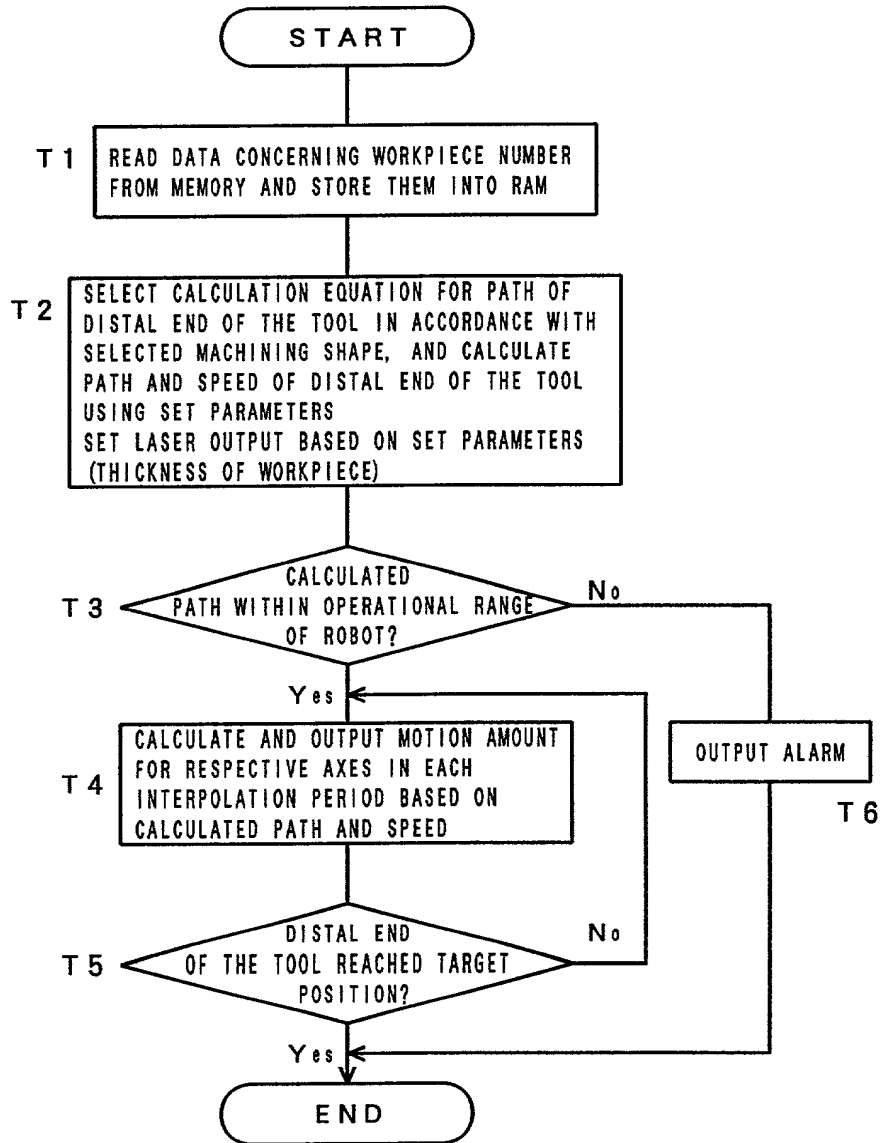 START
T1
READ DATA CONCERNING WORKPIECE NUMBER
FROM MEMORY AND STORE THEM INTO RAM
T2
SELECT CALCULATION EQUATION FOR PATH OF
DISTAL END OF THE TOOL IN ACCORDANCE WITH
SELECTED MACHINING SHAPE, AND CALCULATE
PATH AND SPEED OF DISTAL END OF THE TOOL
USING SET PARAMETERS
SET LASER OUTPUT BASED ON SET PARAMETERS
(THICKNESS OF WORKPIECE)
T3
CALCULATED
PATH WITHIN OPERATIONAL RANGE
OF ROBOT?
No
Yes
T4
CALCULATE AND OUTPUT MOTION AMOUNT
FOR RESPECTIVE AXES IN EACH
INTERPOLATION PERIOD BASED ON
CALCULATED PATH AND SPEED
OUTPUT ALARM
T6
T5
DISTAL END
OF THE TOOL REACHED TARGET
POSITION?
No
Yes
END